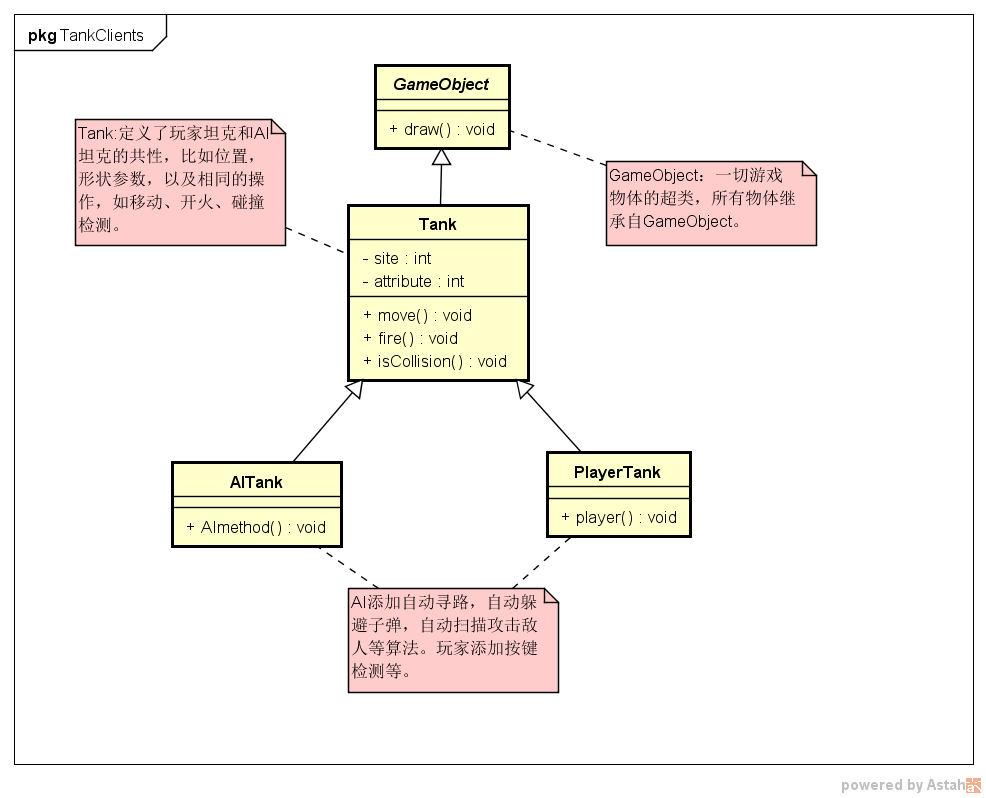 pkg TankClients
GameObject
+ draw() : void
Tank:定义了玩家坦克和AI
坦克的共性，比如位置，
形状参数，以及相同的操
作，如移动、开火、碰撞
检测。
GameObject：一切游戏
物体的超类，所有物体继
承自GameObject。
Tank
- site : int
- attribute : int
+ move() : void
+ fire() : void
+ isCollision() : void
AITank
+ AImethod() : void
PlayerTank
+ player() : void
AI添加自动寻路，自动躲
避子弹，自动扫描攻击敌
人等算法。玩家添加按键
检测等。
powered by Astah